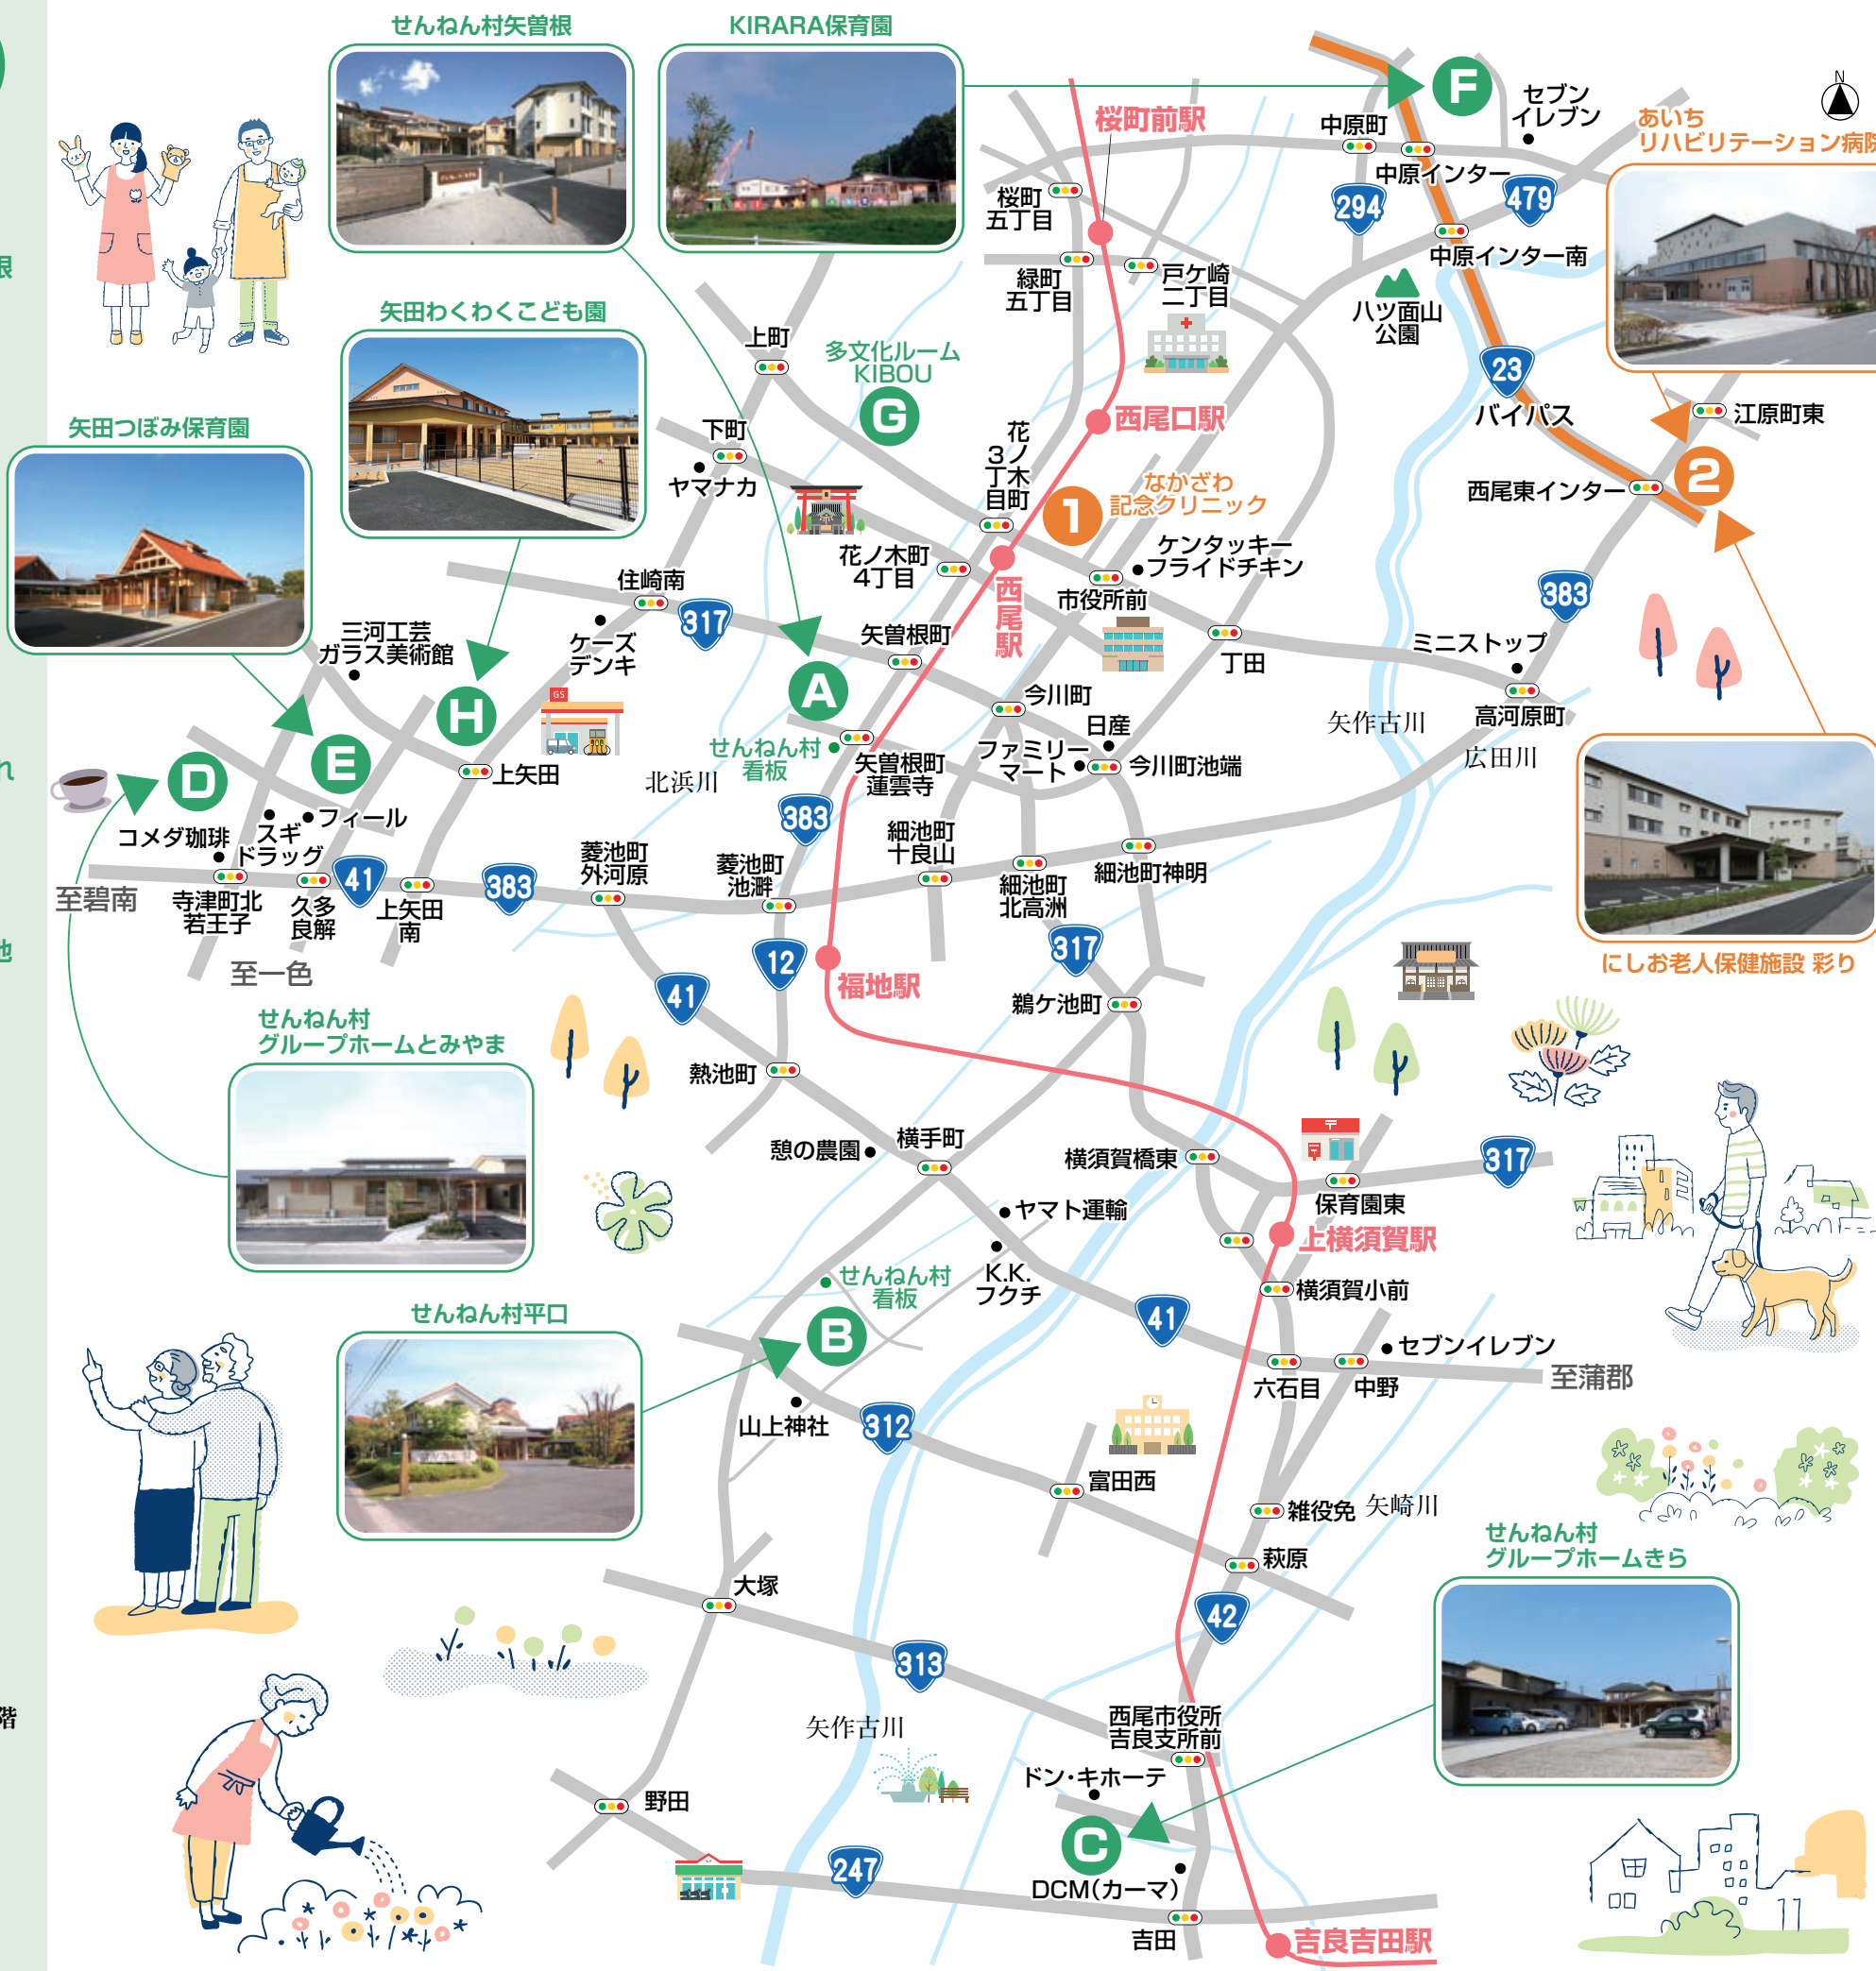 せんねん村矢曽根
KIRARA保育園
F
N
セブン
イレブン
あいち
リハビリテーション病院
桜町前駅
中原町
中原インター
294
479
桜町
五丁目
中原インター南
根
緑町
五丁目
戸ケ崎
二丁目
八ツ面山
公園
矢田わくわくこども園
上町
多文化ルーム
KIBOU
G
23
バイパス
江原町東
西尾口駅
矢田つぼみ保育園
下町
ヤマナカ
花ノ木町
3丁目
1
なかざわ
記念クリニック
西尾東インター
2
花ノ木町
4丁目
西尾駅
ケンタッキー
フライドチキン
市役所前
住崎南
317
383
三河工芸
ガラス美術館
ケーズ
デンキ
矢曽根町
丁田
ミニストップ
H
GS
A
今川町
高河原町
矢作古川
広田川
日産
せんねん村
看板
ファミリー
マート
今川町池端
矢曽根町
蓮雲寺
北浜川
D
E
上矢田
れ
フィール
スギ
ドラッグ
コメダ珈琲
383
細池町
十良山
菱池町
外河原
菱池町
池澼
細池町
北高洲
細池町神明
41
383
至碧南
寺津町北
若王子
久多
良解
上矢田
南
至一色
地
12
317
にしお老人保健施設 彩り
福地駅
41
鵜ケ池町
せんねん村
グループホームとみやま
熱池町
憩の農園
横手町
横須賀橋東
〒
〒
317
保育園東
ヤマト運輸
上横須賀駅
K.K.
フクチ
せんねん村
看板
横須賀小前
せんねん村平口
B
41
セブンイレブン
至蒲郡
六石目
中野
山上神社
312
富田西
雑役免
矢崎川
せんねん村
グループホームきら
萩原
大塚
42
313
階
矢作古川
西尾市役所
吉良支所前
ドン・キホーテ
野田
C
247
DCM(カーマ)
吉田
吉良吉田駅